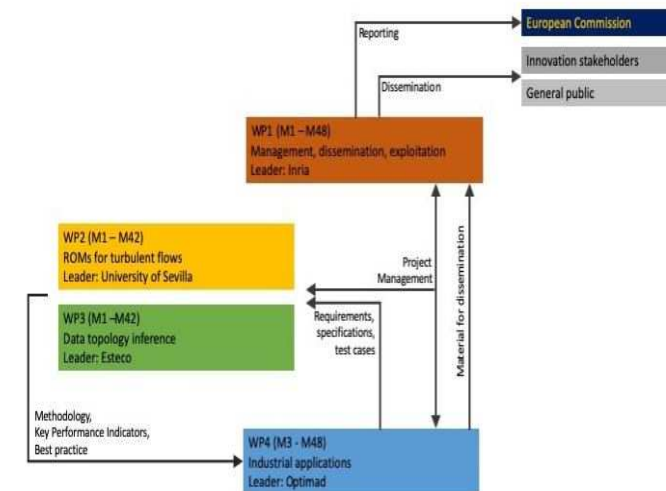 European Commission
Reporting
Innovation stakeholders
Dissemination
General public
WP1 (M1 – M48)
Management, dissemination, exploitation
Leader: Inria
WP2 (M1 – M42)
ROMs for turbulent flows
Leader: University of Sevilla
Project
Management
Material for dissemination
WP3 (M1 –M42)
Data topology inference
Leader: Esteco
Requirements,
specifications,
test cases
Methodology,
Key Performance Indicators,
Best practice
WP4 (M3 - M48)
Industrial applications
Leader: Optimad